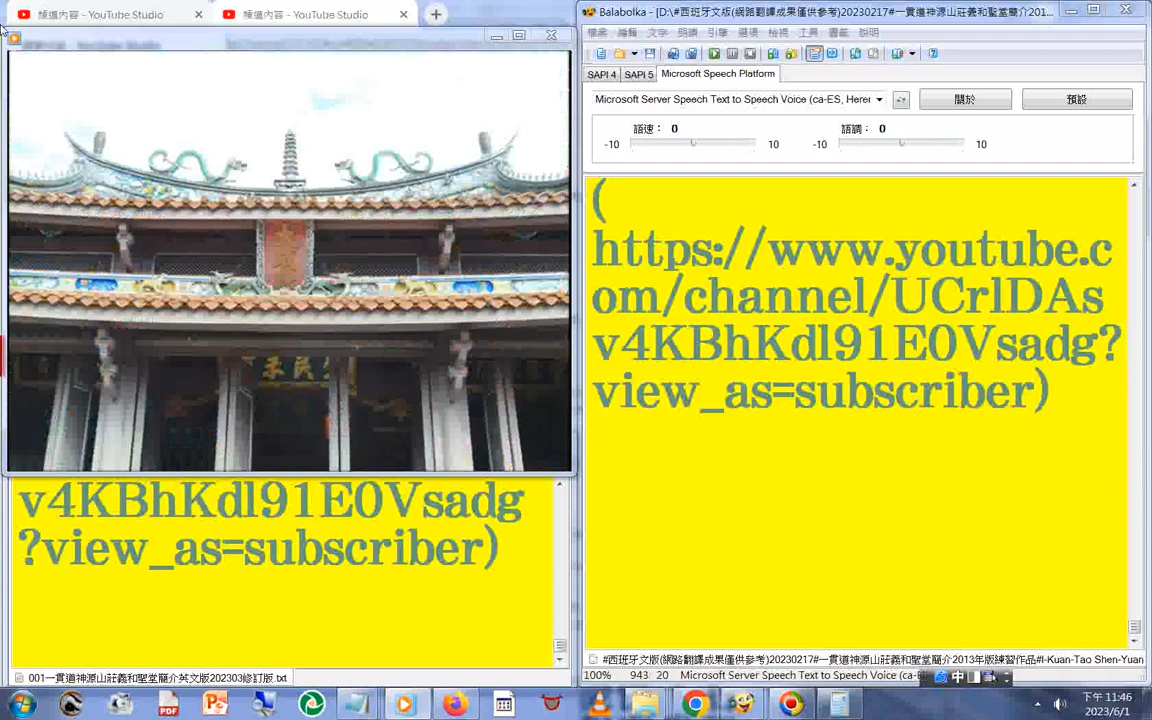 頻道內容 - YouTube Studio
頻道內容 - YouTube Studio
Balabolka - [D:\#西班牙文版(網路翻譯成果僅供參考)20230217#一貫道神源山莊義和聖堂簡介201...
檔案 編輯 文字 朗讀 引擎 選項 檢視 工具 書籤 說明
SAPI 4 SAPI 5 Microsoft Speech Platform
Microsoft Server Speech Text to Speech Voice (ca-ES, Heren
關於
預設
語速： 0
語調： 0
-10 10 -10 10
(
https://www.youtube.c
om/channel/UCrlDAs
v4KBhKdl91E0Vsadg?
view_as=subscriber)
v4KBhKdl91E0Vsadg
?view_as=subscriber)
001一貫道神源山莊義和聖堂簡介英文版202303修訂版.txt
#西班牙文版(網路翻譯成果僅供參考)20230217#一貫道神源山莊義和聖堂簡介2013年版練習作品#I-Kuan-Tao Shen-Yuan
100% 943: 20 Microsoft Server Speech Text to Speech Voice (ca-E
中
下午 11:46
2023/6/1